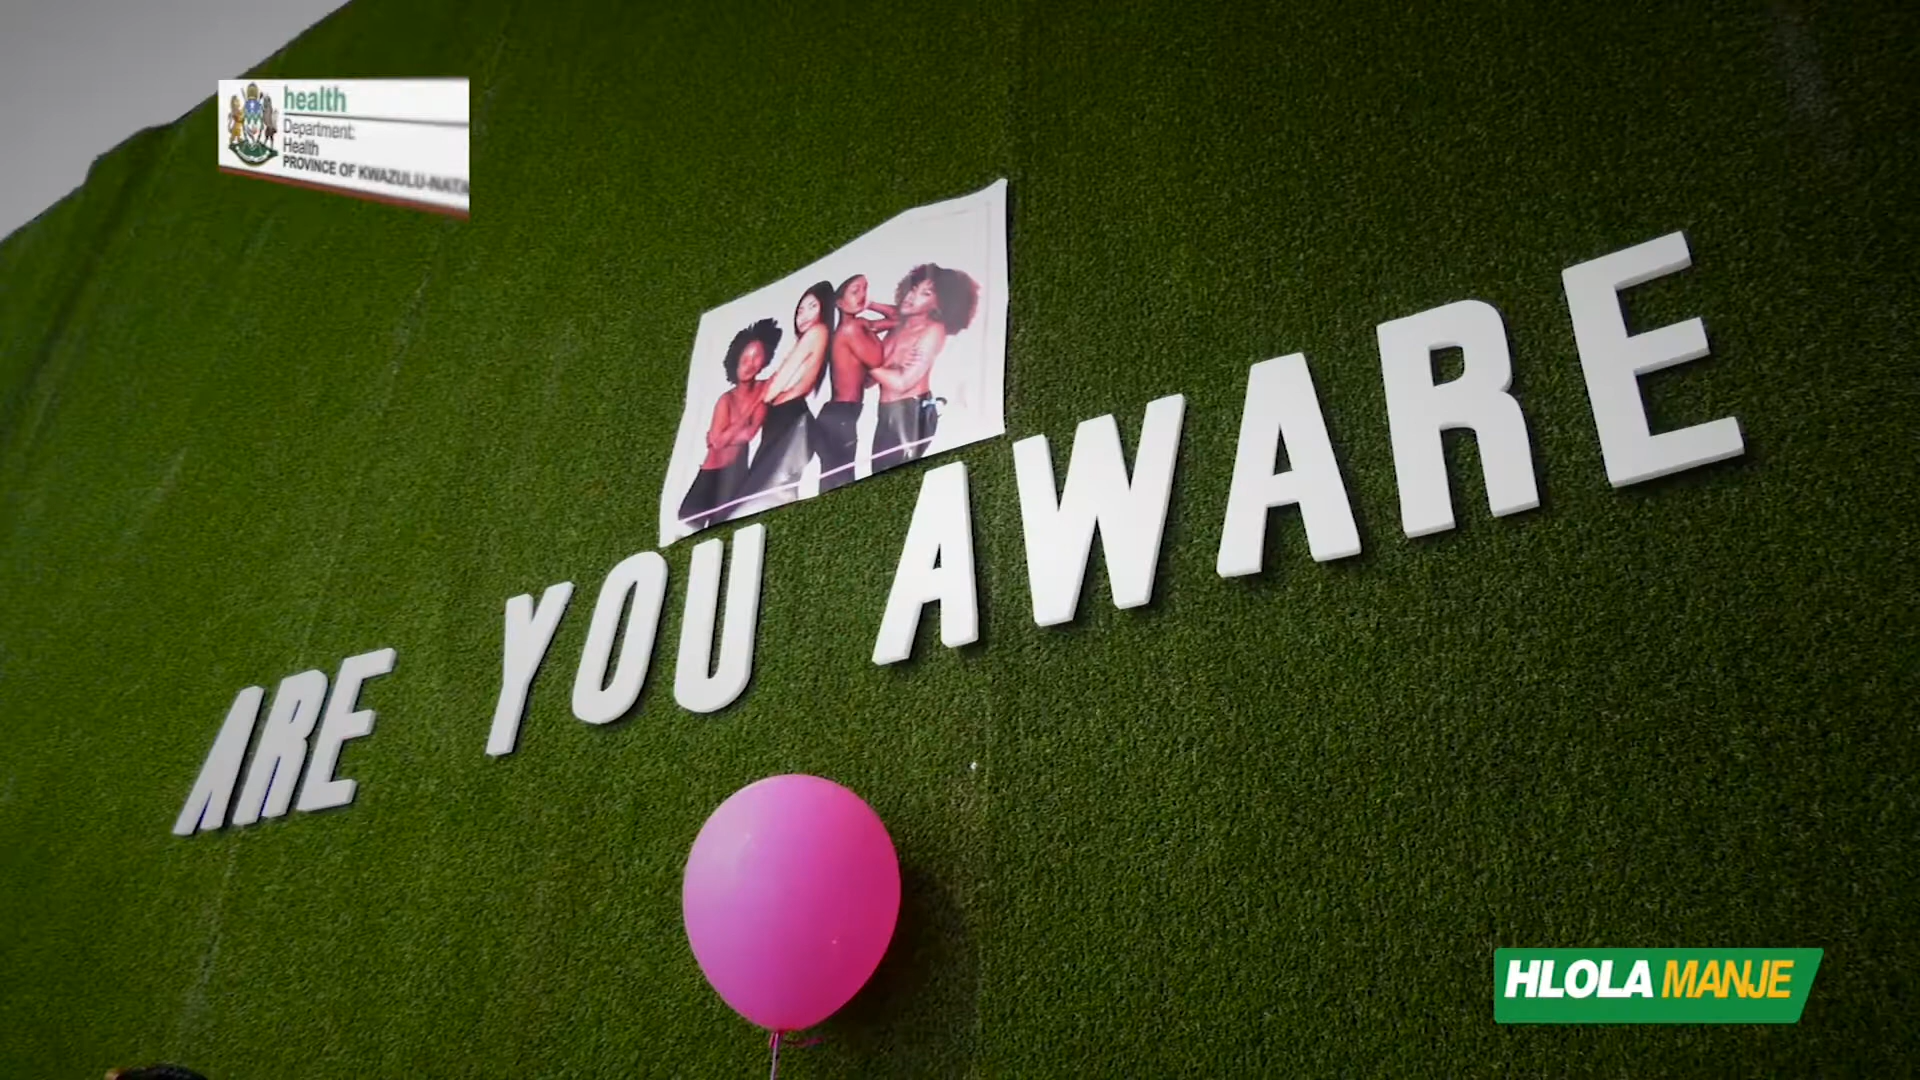 health
Department:
Health
PROVINCE OF KWAZULU-NATA
ARE YOU AWARE
HLOLA MANJE